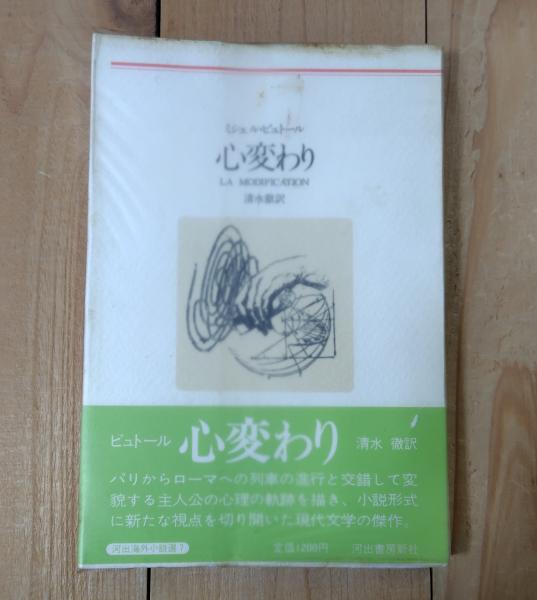 ミシェル・ビュトール
心変わり
LA MODIFICATION
清水徹訳
ビュトール 心変わり 清水 徹訳
パリからローマへの列車の進行と交錯して変
貌する主人公の心理の軌跡を描き、小説形式
に新たな視点を切り開いた現代文学の傑作。
河出海外小説選7 定価1200円 河出書房新社